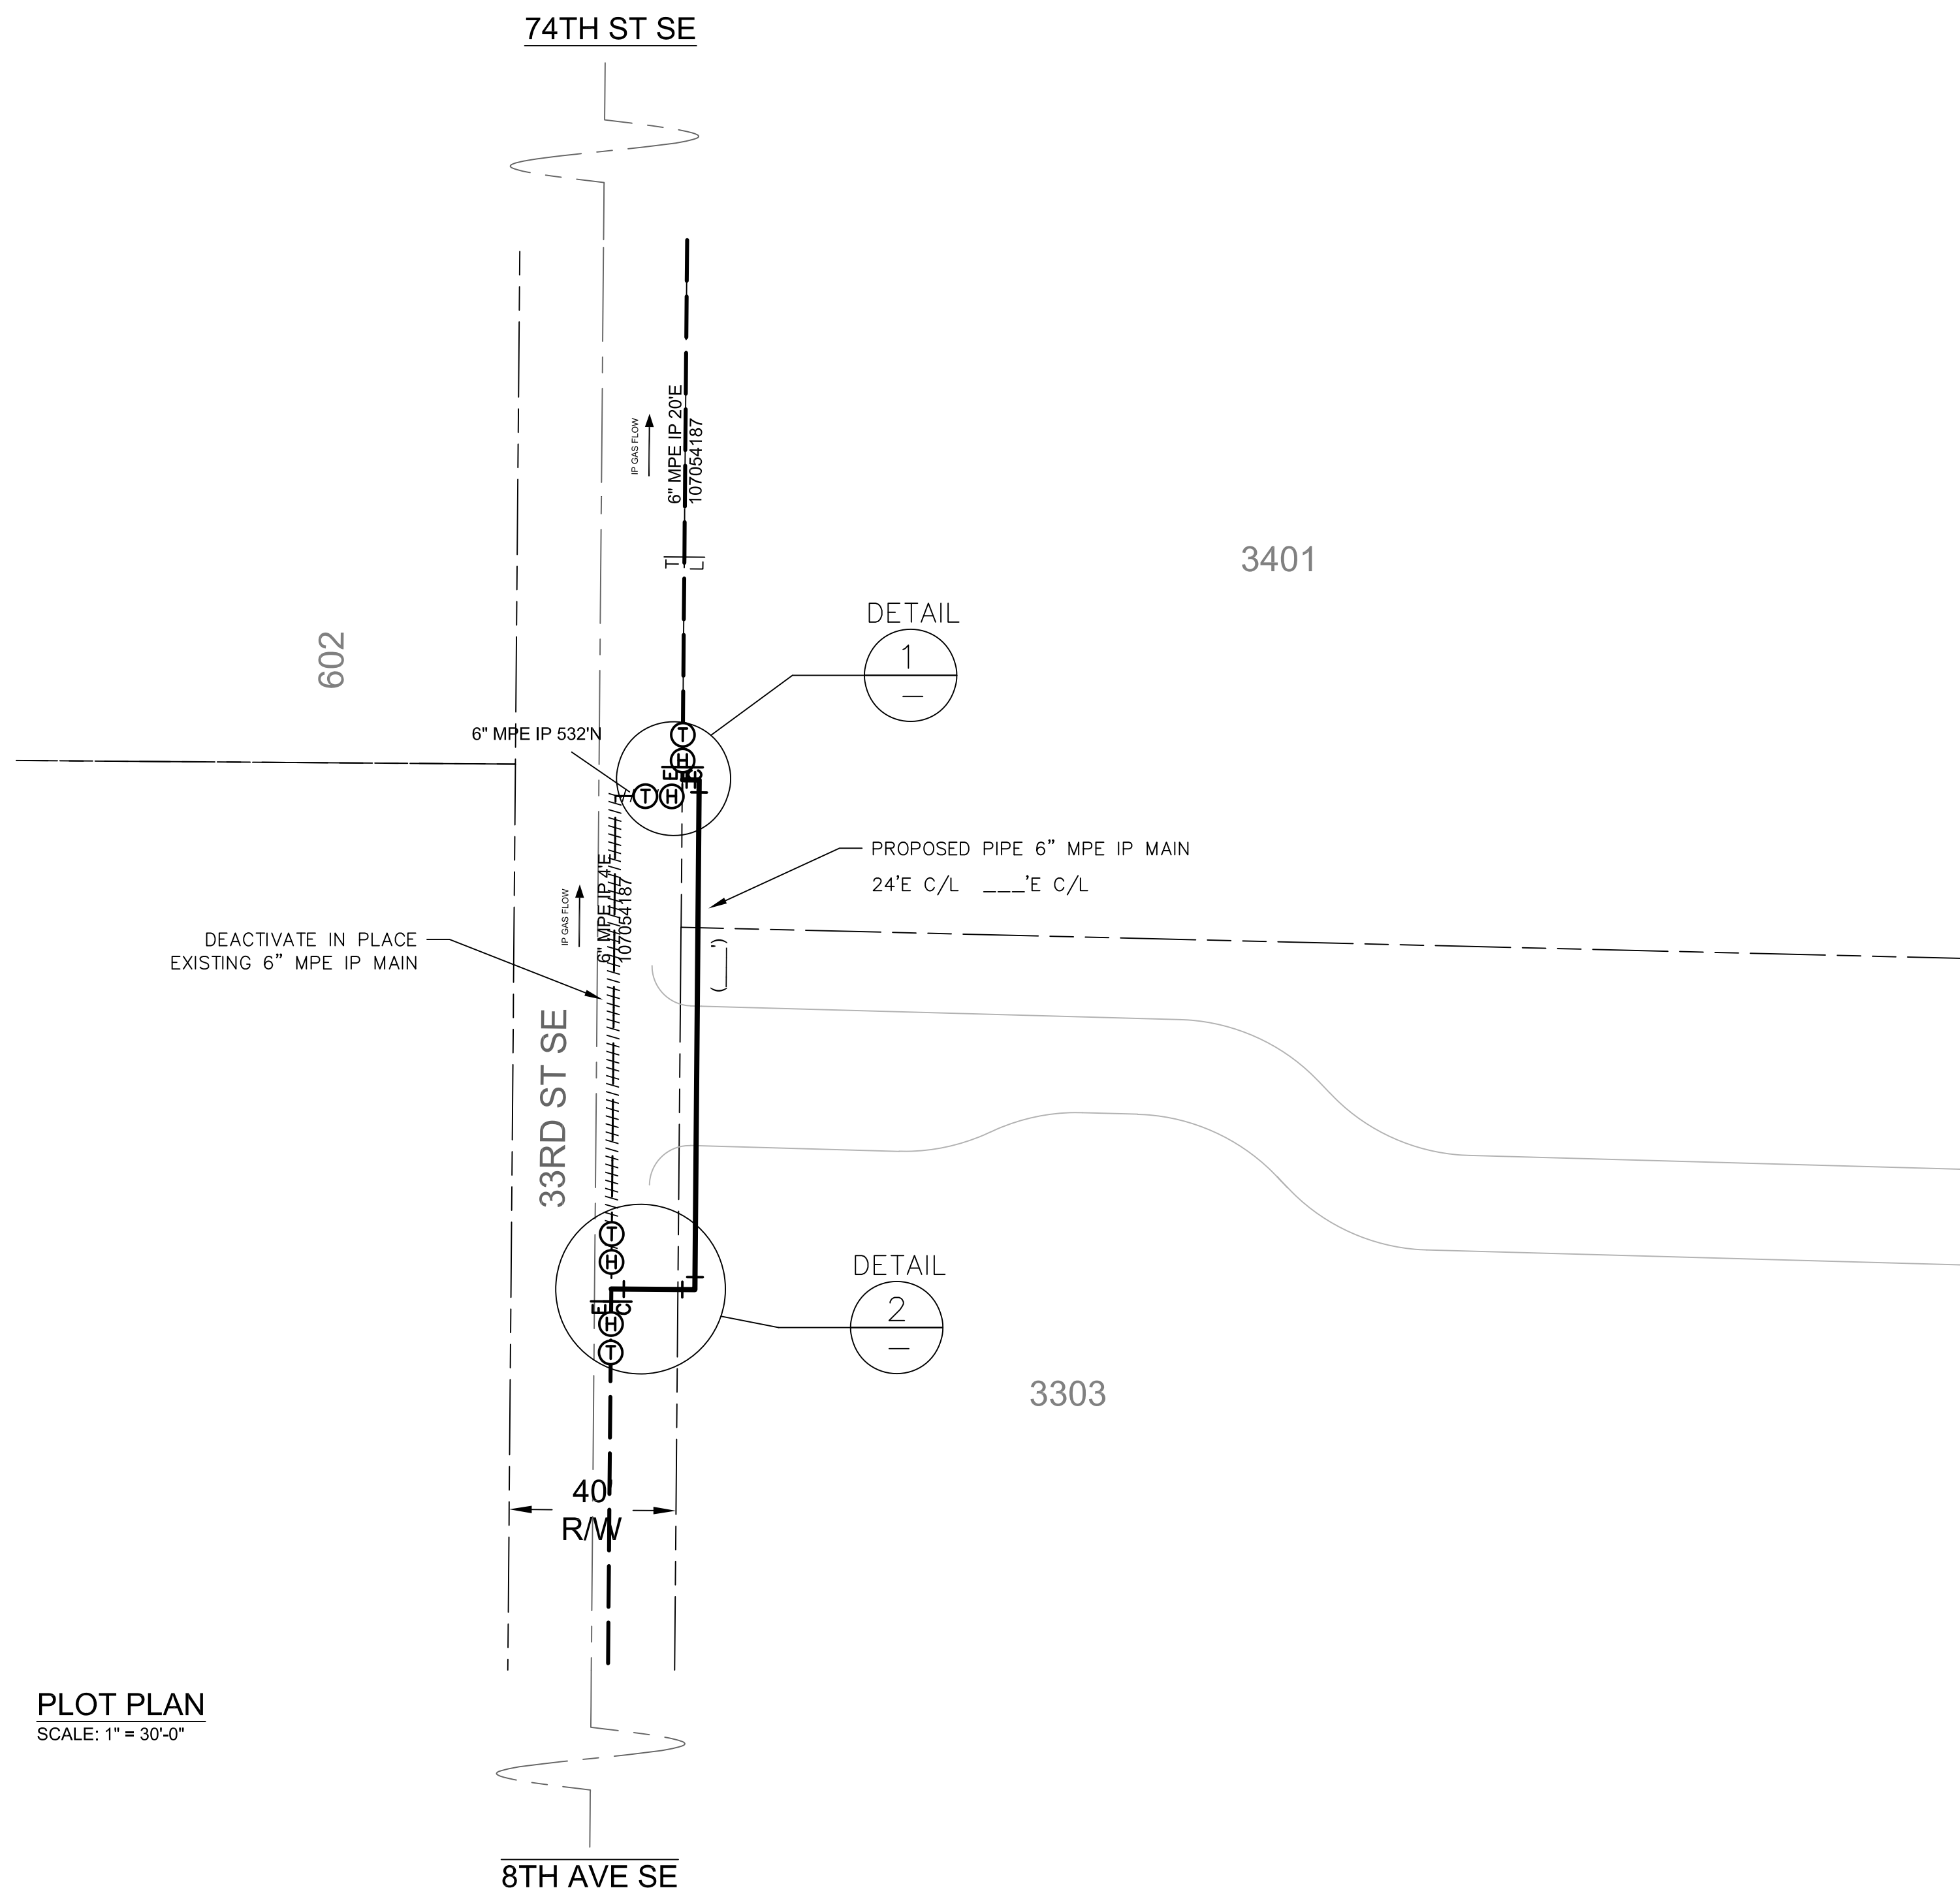 74TH ST SE
IP GAS FLOW
6" MPE IP 20'E
107054187
T
L
3401
602
DETAIL
1
—
6" MPE IP 532'N
T
H
E
C
H
T
H
PROPOSED PIPE 6” MPE IP MAIN
24'E C/L ___'E C/L
IP GAS FLOW
6" MPE IP 4'E
107054187
DEACTIVATE IN PLACE
EXISTING 6” MPE IP MAIN
(___')
33RD ST SE
T
H
E
C
H
T
DETAIL
2
—
3303
40'
R/W
PLOT PLAN
SCALE: 1" = 30'-0"
8TH AVE SE